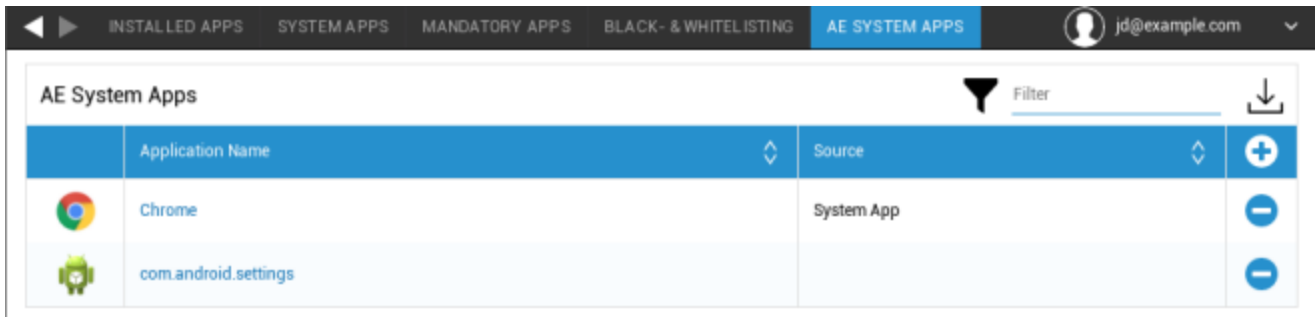 INSTALLED APPS SYSTEM APPS MANDATORY APPS BLACK- & WHITELISTING AE SYSTEM APPS jd@example.com
AE System Apps Filter
Application Name Source
Chrome System App
com.android.settings